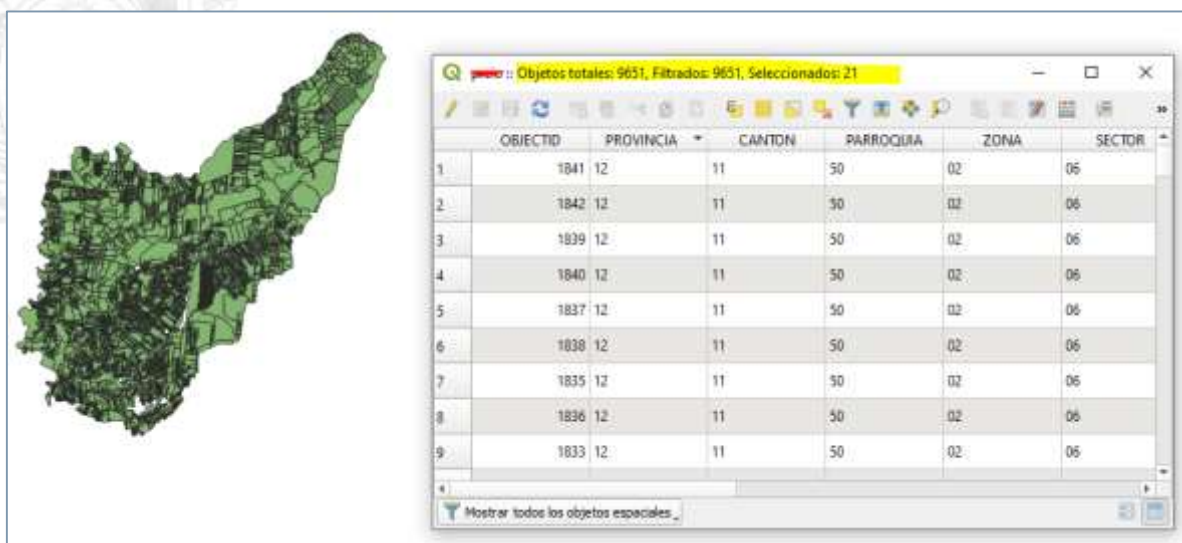 :: Objetos totales: 9651, Filtrados: 9651, Seleccionados: 21
OBJECTID PROVINCIA CANTON PARROQUIA ZONA SECTOR
1 1841 12 11 50 02 06
2 1842 12 11 50 02 06
3 1839 12 11 50 02 06
4 1840 12 11 50 02 06
5 1837 12 11 50 02 06
6 1838 12 11 50 02 06
7 1835 12 11 50 02 06
8 1836 12 11 50 02 06
9 1833 12 11 50 02 06
Mostrar todos los objetos espaciales